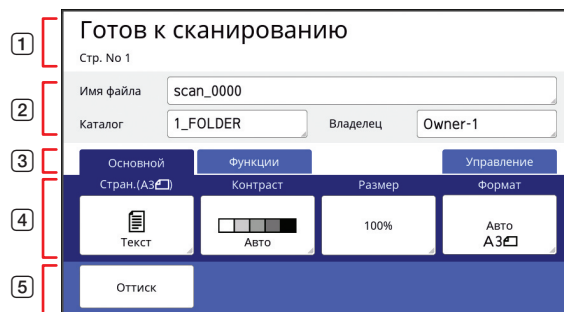 1
Готов к сканированию
Стр. No 1
2
Имя файла scan_0000
Каталог 1_FOLDER Владелец Owner-1
3
Основной Функции Управление
4
Стран.(A3) Контраст Размер Формат
Текст Авто 100% Авто
A3
5
Оттиск